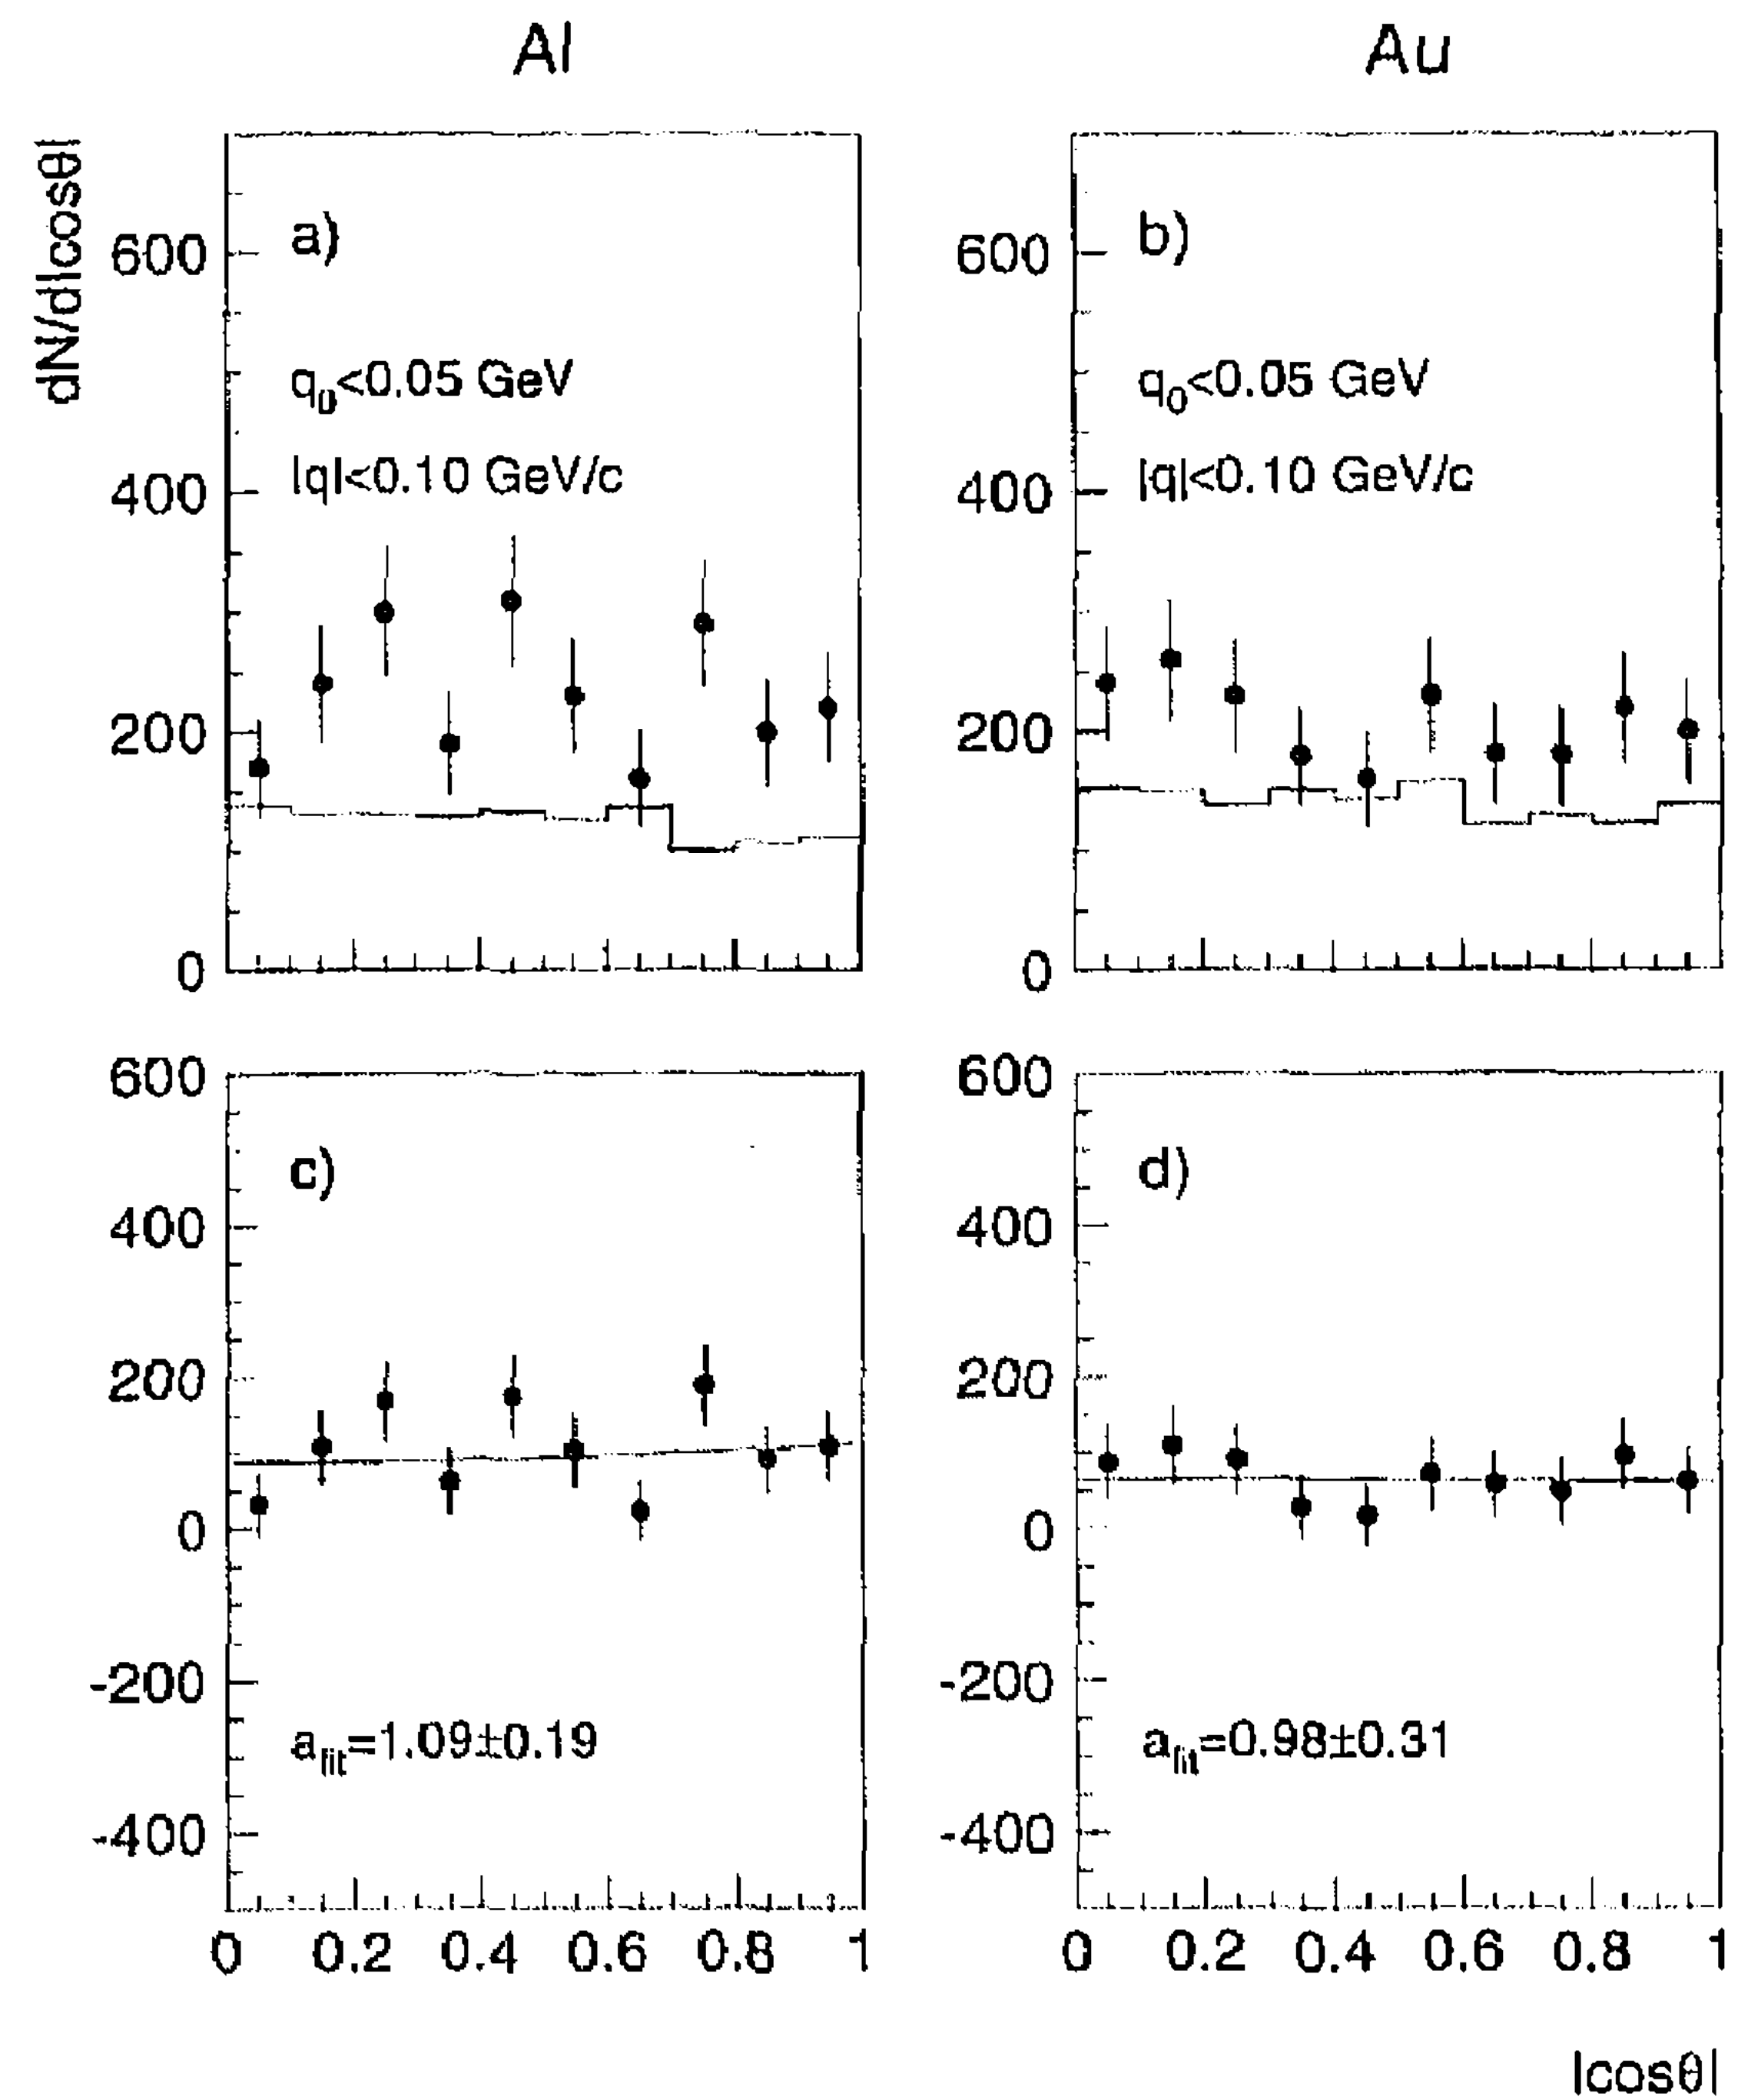 Al
Au
dN/d|cosθ|
600
400
200
0
a)
q₀<0.05 GeV
|q|<0.10 GeV/c
600
400
200
0
b)
q₀<0.05 GeV
|q|<0.10 GeV/c
600
400
200
0
-200
-400
c)
a_fit=1.09±0.19
0 0.2 0.4 0.6 0.8 1
600
400
200
0
-200
-400
d)
a_fit=0.98±0.31
0 0.2 0.4 0.6 0.8 1
|cosθ|